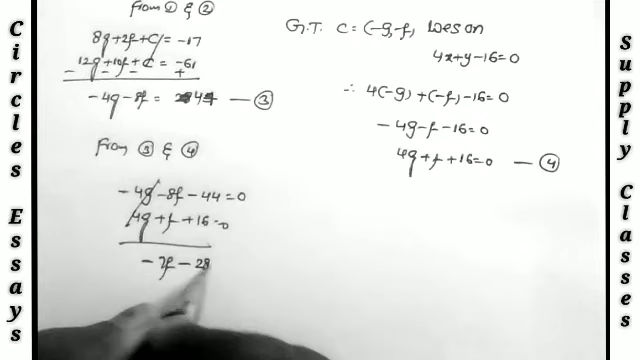 Circles Essays
From ① & ②
8g+2f+c = -17
12g+10f+c = -61
- - - +
-4g-8f = 44 — ③
From ③ & ④
-4g-8f-44=0
4g+f+16=0
-7f-28
G.T. C=(-g,-f) lies on
4x+y-16=0
∴ 4(-g)+(-f)-16=0
-4g-f-16=0
4g+f+16=0 — ④
Supply Classes